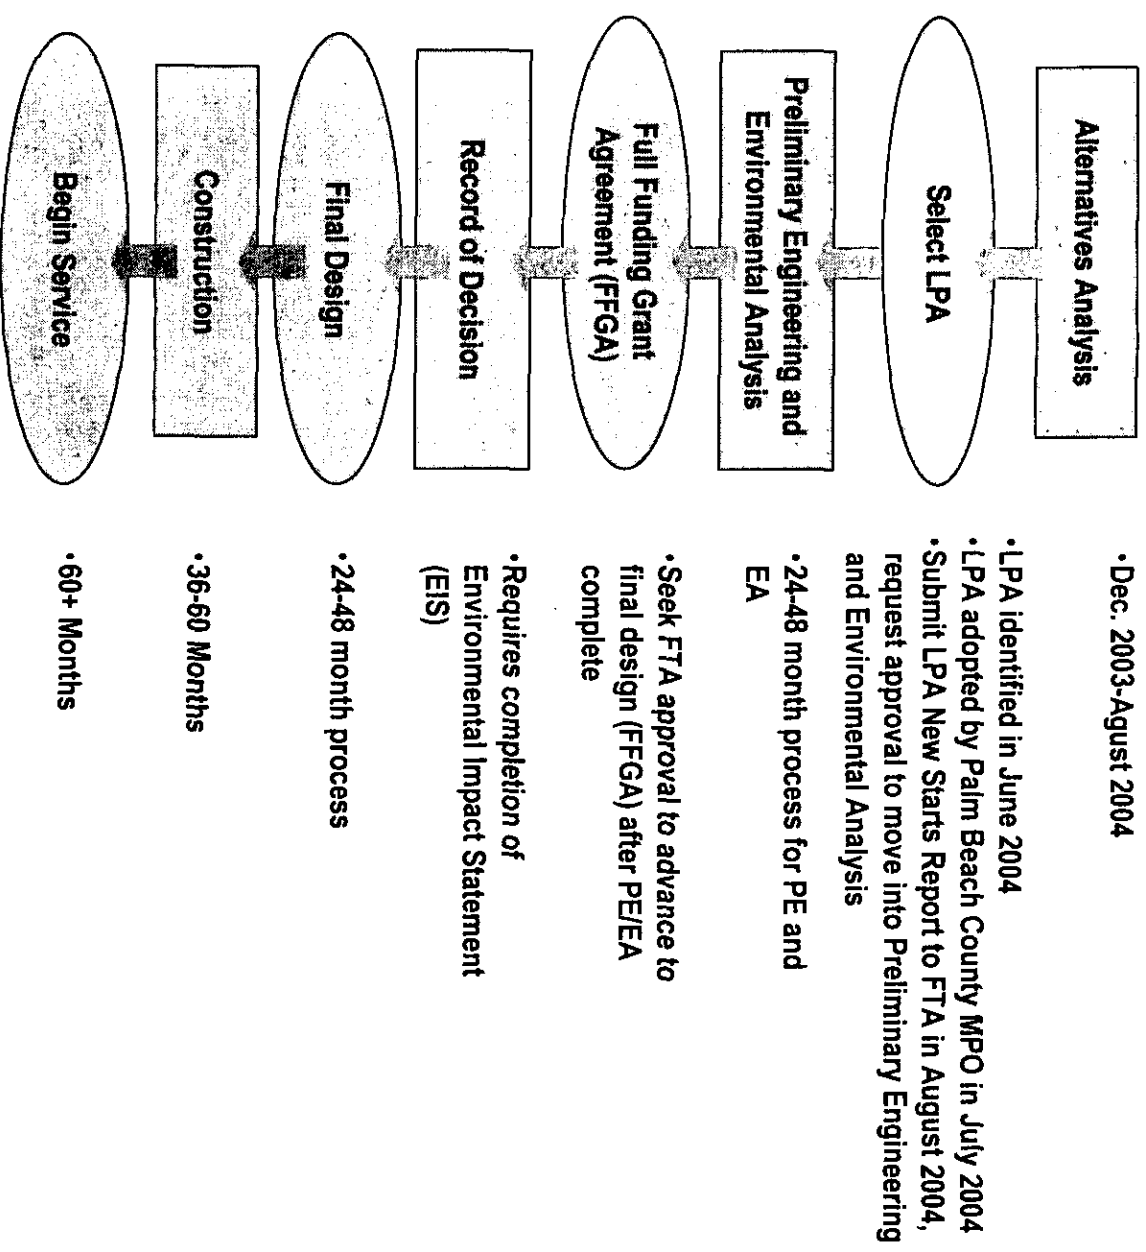 Alternatives Analysis
•Dec. 2003-Agust 2004
Select LPA
•LPA identified in June 2004
•LPA adopted by Palm Beach County MPO in July 2004
•Submit LPA New Starts Report to FTA in August 2004,
request approval to move into Preliminary Engineering
and Environmental Analysis
Preliminary Engineering and
Environmental Analysis
•24-48 month process for PE and
EA
Full Funding Grant
Agreement (FFGA)
•Seek FTA approval to advance to
final design (FFGA) after PE/EA
complete
Record of Decision
•Requires completion of
Environmental Impact Statement
(EIS)
Final Design
•24-48 month process
Construction
•36-60 Months
Begin Service
•60+ Months